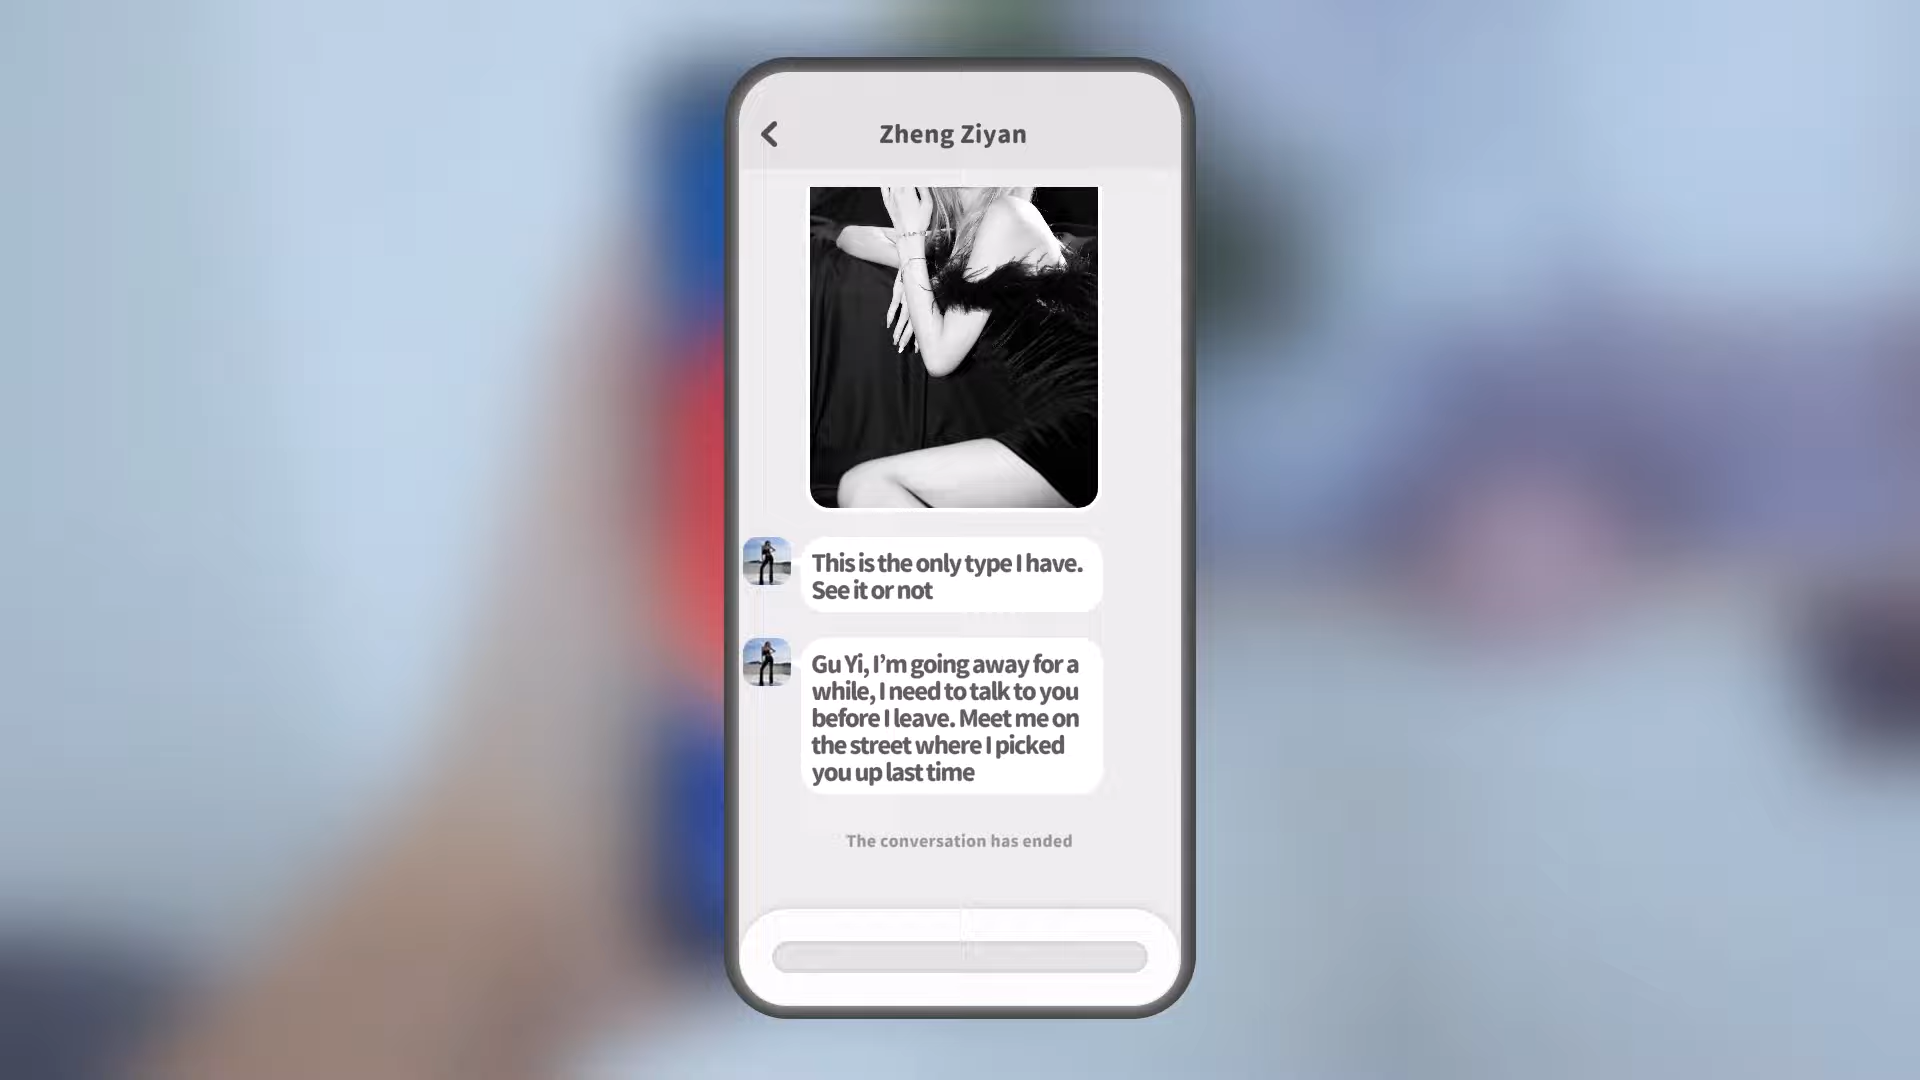 Zheng Ziyan
This is the only type I have.
See it or not
Gu Yi, I’m going away for a
while, I need to talk to you
before I leave. Meet me on
the street where I picked
you up last time
The conversation has ended